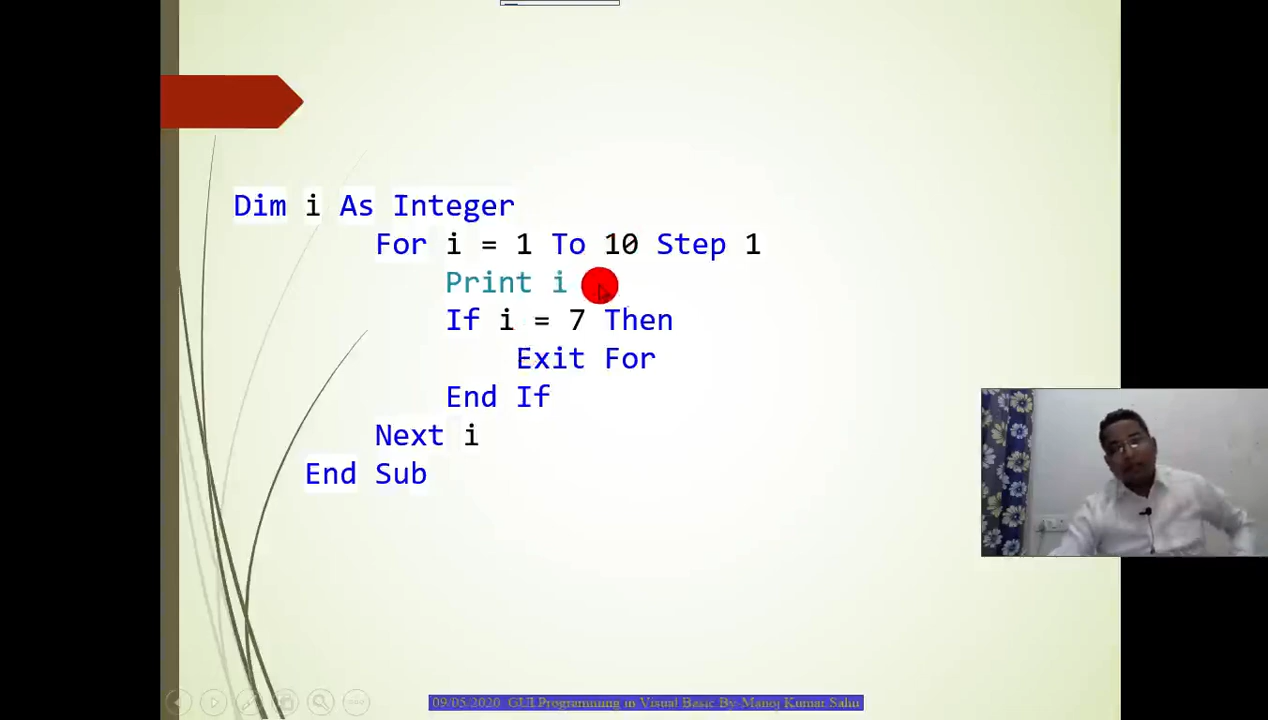 Dim i As Integer
For i = 1 To 10 Step 1
Print i
If i = 7 Then
Exit For
End If
Next i
End Sub
09/05/2020 GUI Programming in Visual Basic By Manoj Kumar Sahu